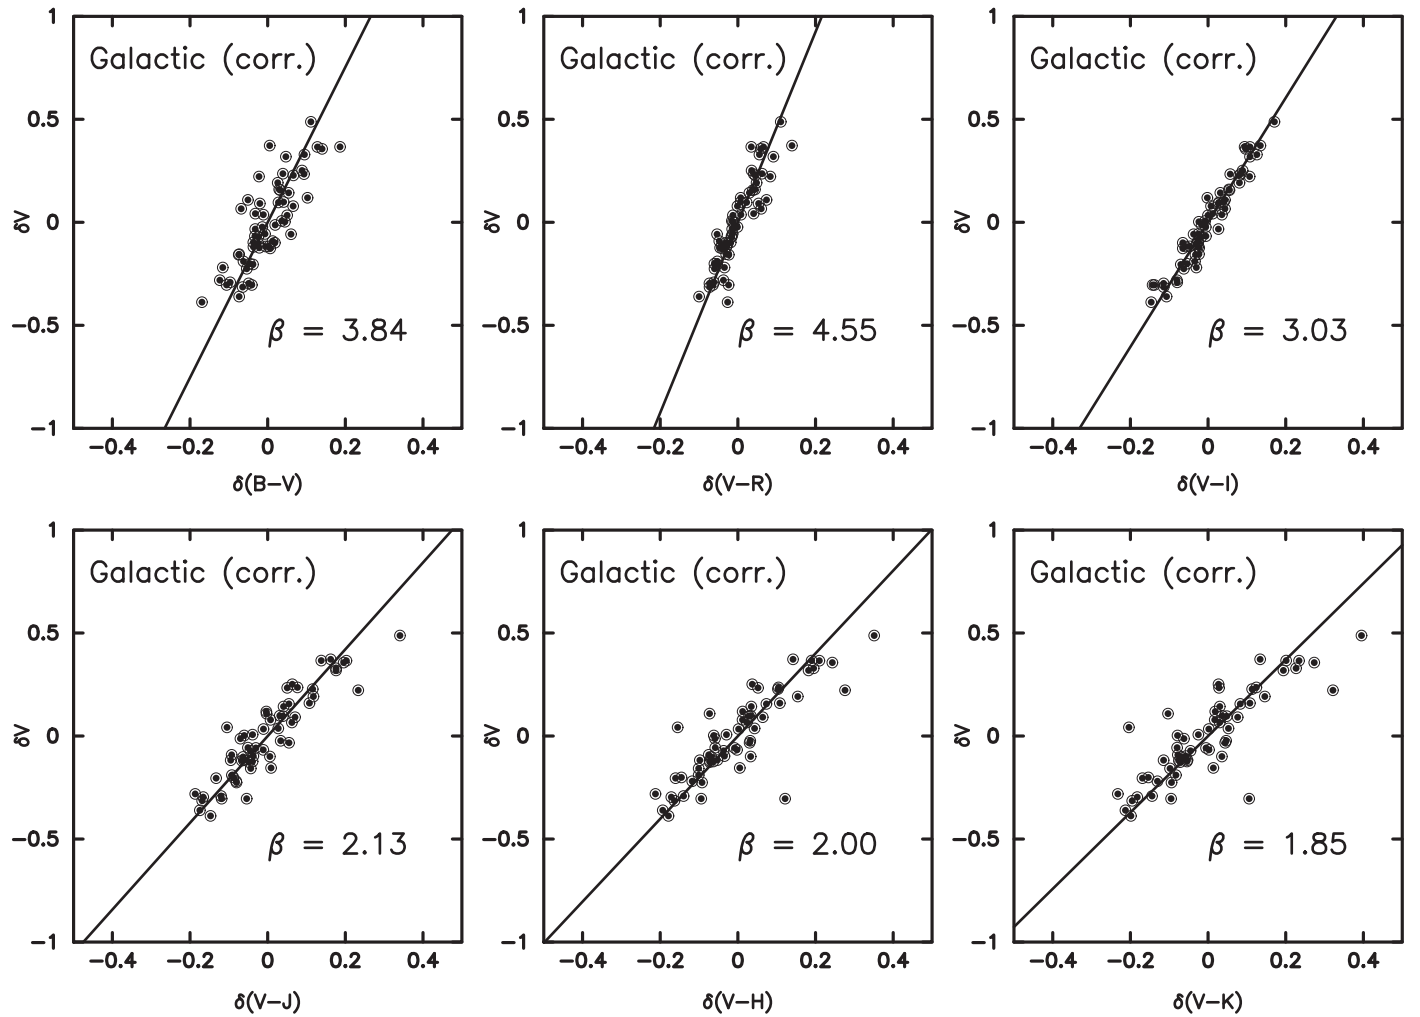 1
Galactic (corr.)
0.5
δV
0
−0.5
β = 3.84
−1
−0.4 −0.2 0 0.2 0.4
δ(B−V)
1
Galactic (corr.)
0.5
δV
0
−0.5
β = 4.55
−1
−0.4 −0.2 0 0.2 0.4
δ(V−R)
1
Galactic (corr.)
0.5
δV
0
−0.5
β = 3.03
−1
−0.4 −0.2 0 0.2 0.4
δ(V−I)
1
Galactic (corr.)
0.5
δV
0
−0.5
β = 2.13
−1
−0.4 −0.2 0 0.2 0.4
δ(V−J)
1
Galactic (corr.)
0.5
δV
0
−0.5
β = 2.00
−1
−0.4 −0.2 0 0.2 0.4
δ(V−H)
1
Galactic (corr.)
0.5
δV
0
−0.5
β = 1.85
−1
−0.4 −0.2 0 0.2 0.4
δ(V−K)